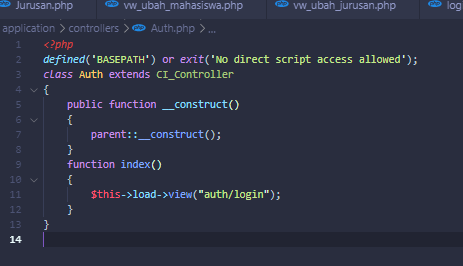 Jurusan.php vw_ubah_mahasiswa.php vw_ubah_jurusan.php log
application > controllers > Auth.php > ...
1 <?php
2 defined('BASEPATH') or exit('No direct script access allowed');
3 class Auth extends CI_Controller
4 {
5 public function __construct()
6 {
7 parent::__construct();
8 }
9 function index()
10 {
11 $this->load->view("auth/login");
12 }
13 }
14